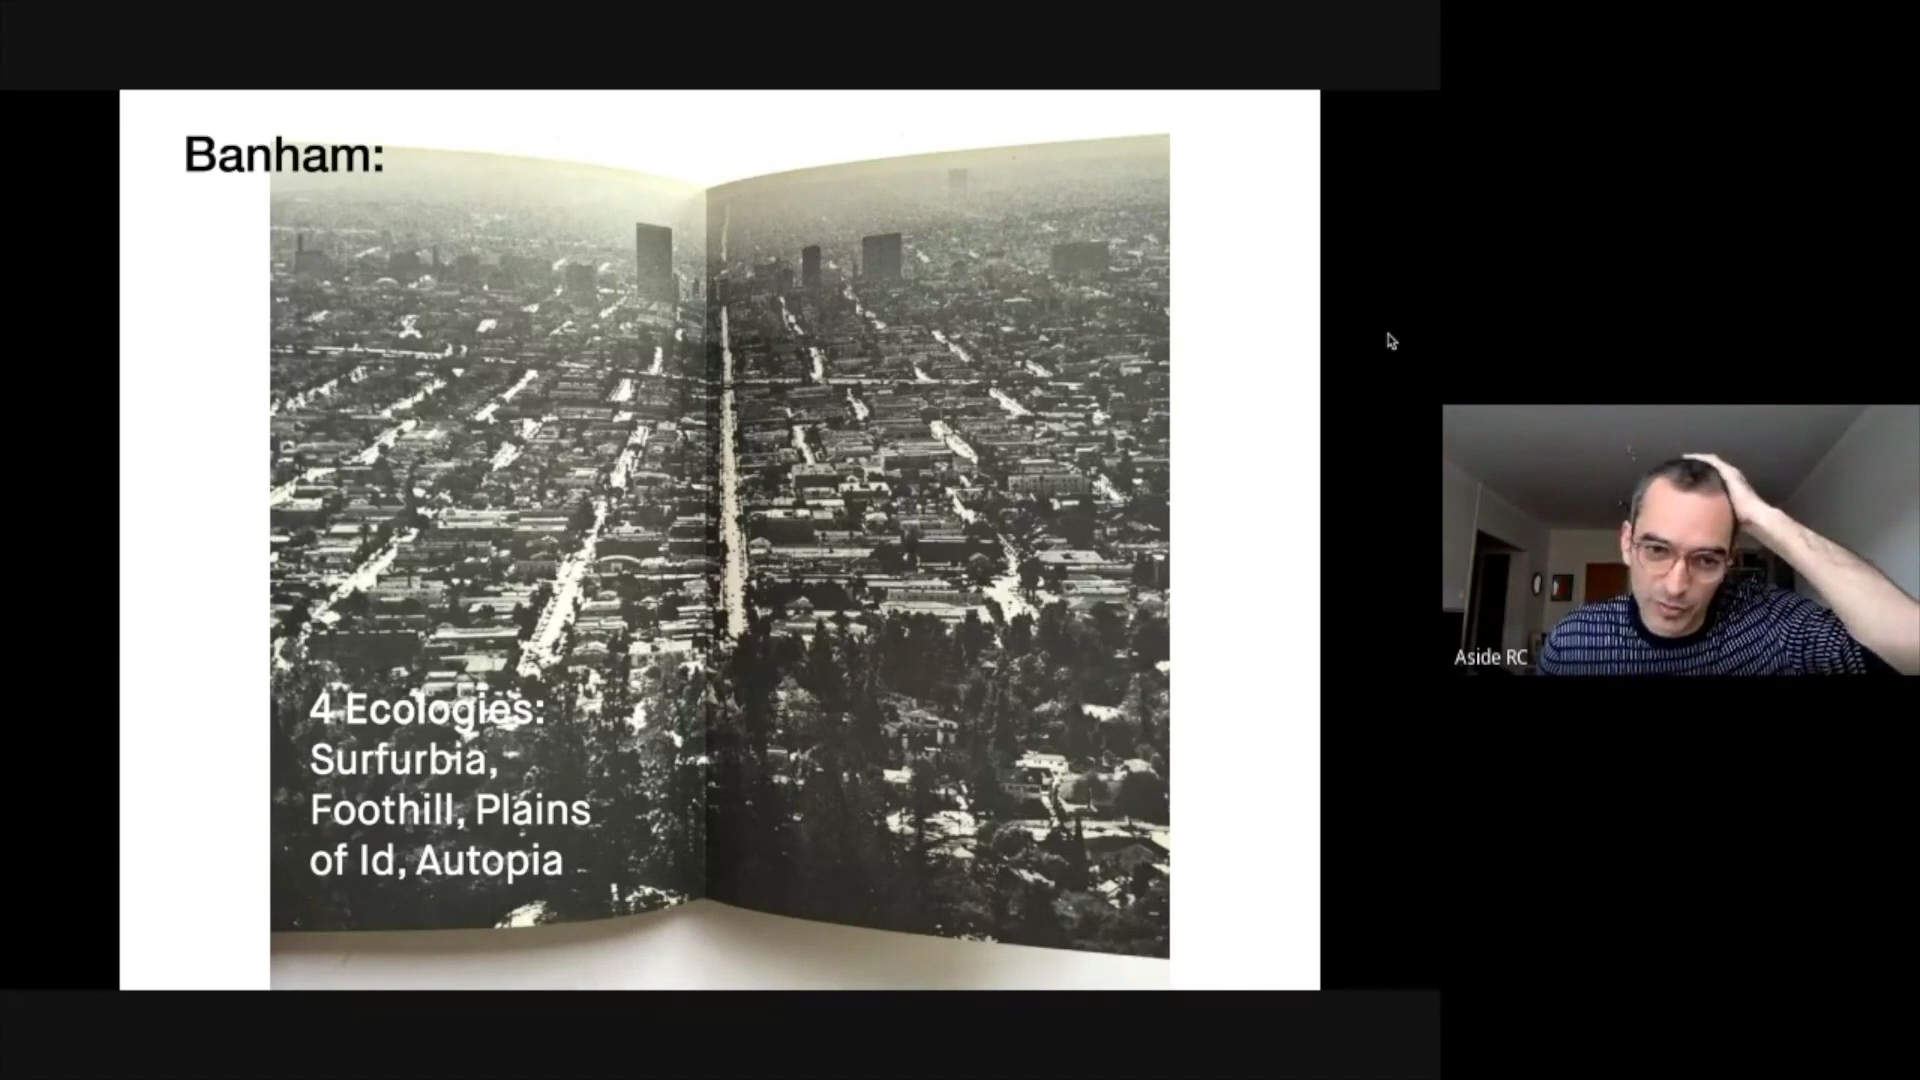 Banham:
4 Ecologies:
Surfurbia,
Foothill, Plains
of Id, Autopia
Aside RC